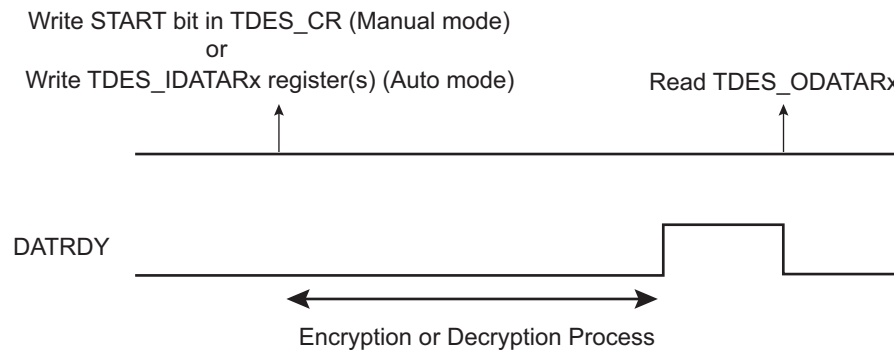 Write START bit in TDES_CR (Manual mode)
or
Write TDES_IDATARx register(s) (Auto mode)
Read TDES_ODATARx
DATRDY
Encryption or Decryption Process